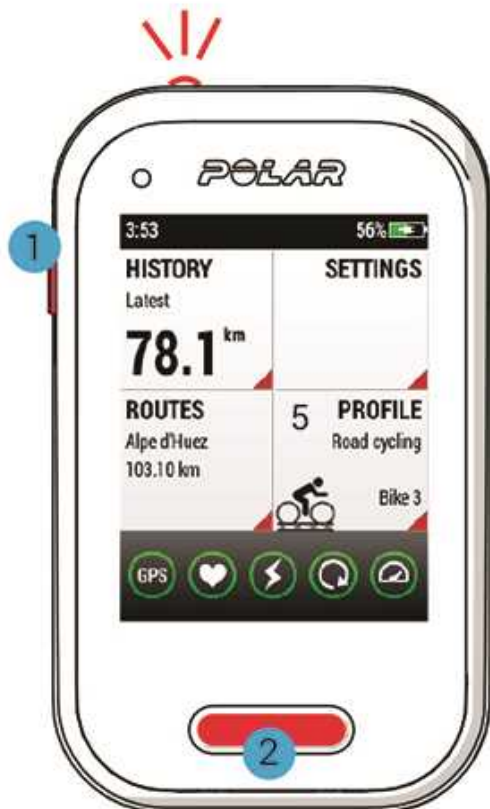 POLAR
1
3:53 56%
HISTORY
Latest
78.1 km
SETTINGS
ROUTES
Alpe d'Huez
103.10 km
5 PROFILE
Road cycling
Bike 3
GPS
2